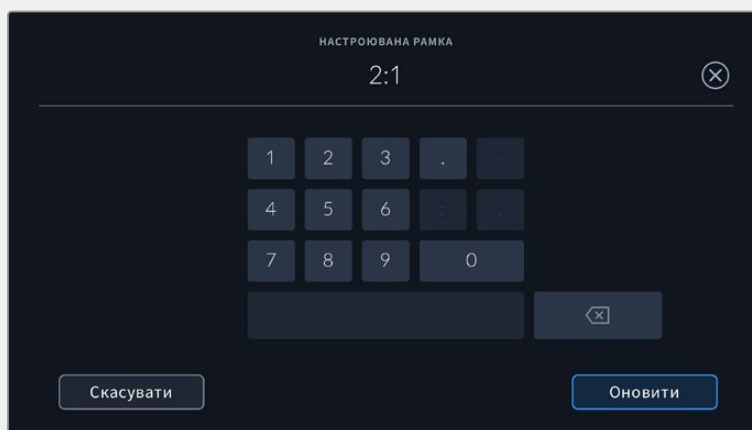 НАСТРОЮВАНА РАМКА
2:1
1 2 3 . -
4 5 6 : ,
7 8 9 0
Скасувати Оновити